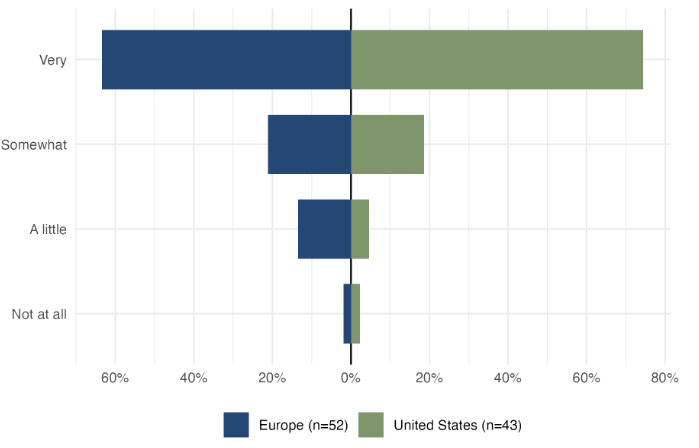 Very
Somewhat
A little
Not at all
60% 40% 20% 0% 20% 40% 60% 80%
Europe (n=52) United States (n=43)